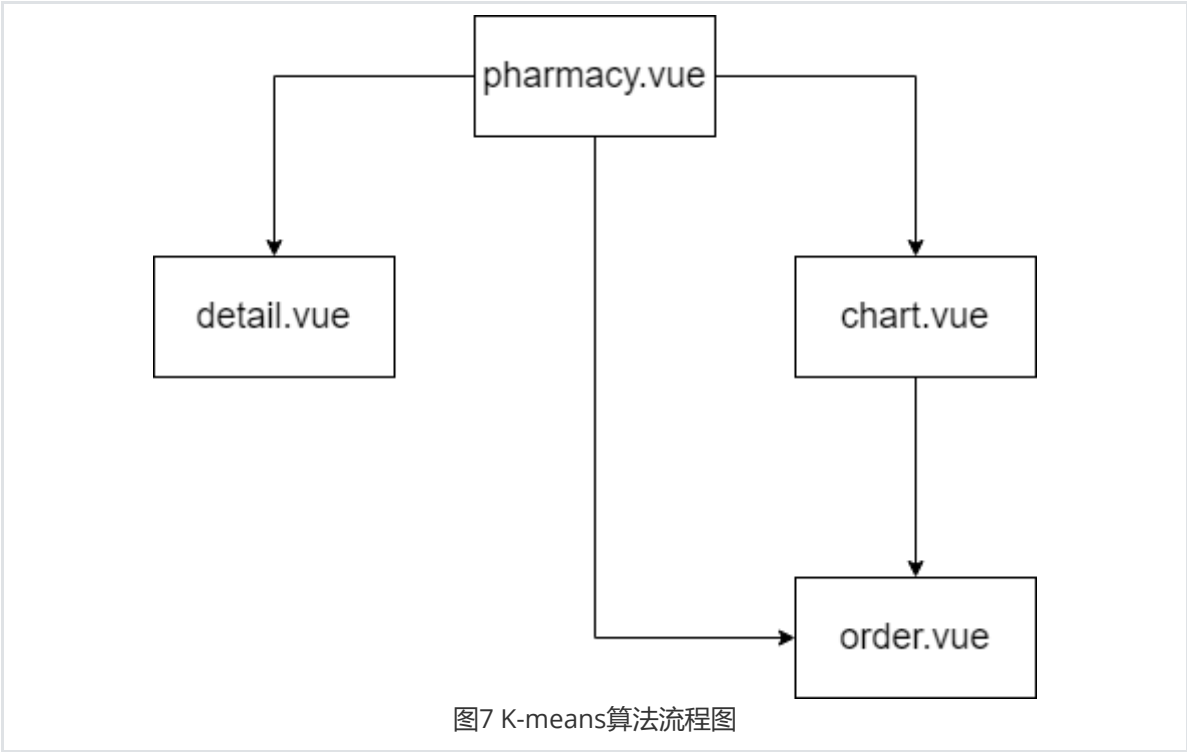 pharmacy.vue
detail.vue
chart.vue
order.vue
图7 K-means算法流程图